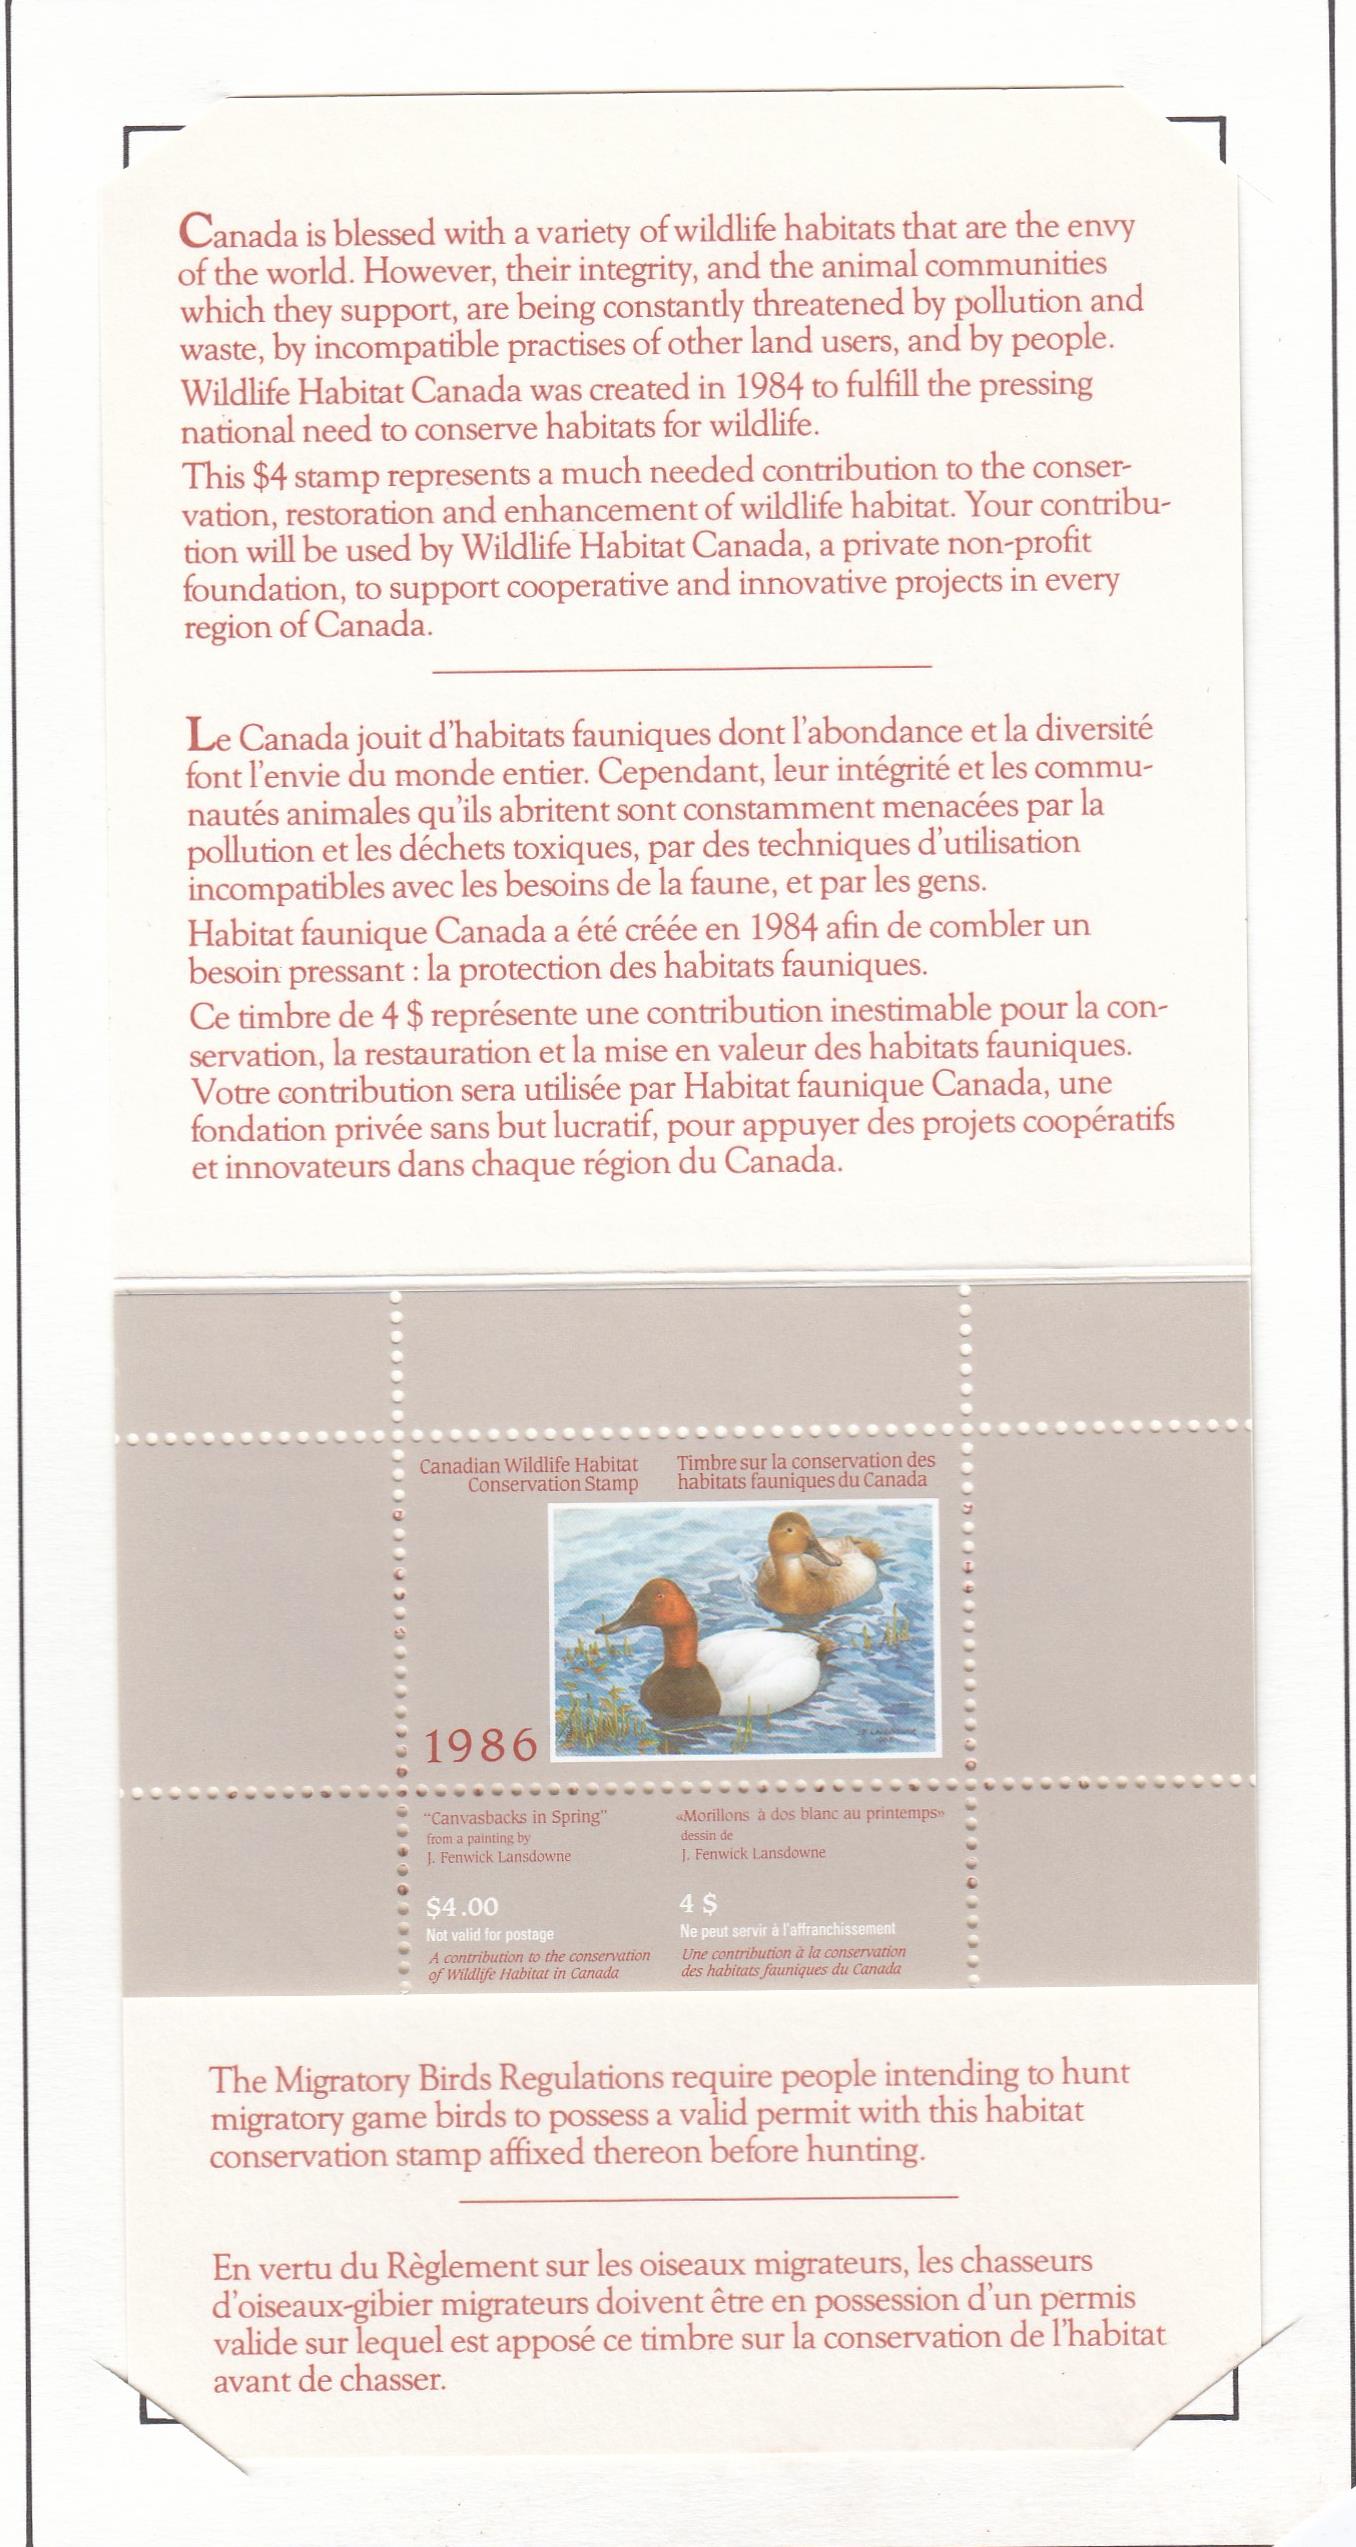 Canada is blessed with a variety of wildlife habitats that are the envy
of the world. However, their integrity, and the animal communities
which they support, are being constantly threatened by pollution and
waste, by incompatible practises of other land users, and by people.
Wildlife Habitat Canada was created in 1984 to fulfill the pressing
national need to conserve habitats for wildlife.
This $4 stamp represents a much needed contribution to the conser-
vation, restoration and enhancement of wildlife habitat. Your contribu-
tion will be used by Wildlife Habitat Canada, a private non-profit
foundation, to support cooperative and innovative projects in every
region of Canada.
Le Canada jouit d'habitats fauniques dont l'abondance et la diversité
font l'envie du monde entier. Cependant, leur intégrité et les commu-
nautés animales qu'ils abritent sont constamment menacées par la
pollution et les déchets toxiques, par des techniques d'utilisation
incompatibles avec les besoins de la faune, et par les gens.
Habitat faunique Canada a été créée en 1984 afin de combler un
besoin pressant : la protection des habitats fauniques.
Ce timbre de 4 $ représente une contribution inestimable pour la con-
servation, la restauration et la mise en valeur des habitats fauniques.
Votre contribution sera utilisée par Habitat faunique Canada, une
fondation privée sans but lucratif, pour appuyer des projets coopératifs
et innovateurs dans chaque région du Canada.
Canadian Wildlife Habitat
Conservation Stamp
Timbre sur la conservation des
habitats fauniques du Canada
1986
"Canvasbacks in Spring"
from a painting by
J. Fenwick Lansdowne
«Morillons à dos blanc au printemps»
dessin de
J. Fenwick Lansdowne
$4.00
Not valid for postage
A contribution to the conservation
of Wildlife Habitat in Canada
4 $
Ne peut servir à l'affranchissement
Une contribution à la conservation
des habitats fauniques du Canada
The Migratory Birds Regulations require people intending to hunt
migratory game birds to possess a valid permit with this habitat
conservation stamp affixed thereon before hunting.
En vertu du Règlement sur les oiseaux migrateurs, les chasseurs
d'oiseaux-gibier migrateurs doivent être en possession d'un permis
valide sur lequel est apposé ce timbre sur la conservation de l'habitat
avant de chasser.